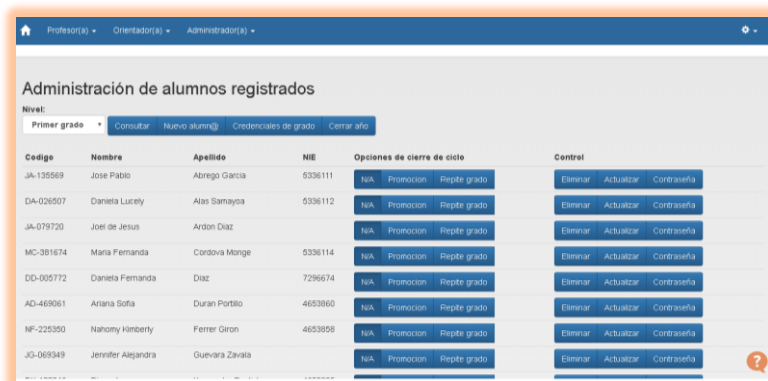 Profesor(a) Orientador(a) Administrador(a)
Administración de alumnos registrados
Nivel:
Primer grado Consultar Nuevo alumn@ Credenciales de grado Cerrar año
Codigo Nombre Apellido NIE Opciones de cierre de ciclo Control
JA-135569 Jose Pablo Abrego Garcia 5336111 N/A Promocion Repite grado Eliminar Actualizar Contraseña
DA-026507 Daniela Lucely Alas Samayoa 5336112 N/A Promocion Repite grado Eliminar Actualizar Contraseña
JA-079720 Joel de Jesus Ardon Diaz N/A Promocion Repite grado Eliminar Actualizar Contraseña
MC-381674 Maria Fernanda Cordova Monge 5336114 N/A Promocion Repite grado Eliminar Actualizar Contraseña
DD-005772 Daniela Fernanda Diaz 7296674 N/A Promocion Repite grado Eliminar Actualizar Contraseña
AD-469061 Ariana Sofia Duran Portillo 4653860 N/A Promocion Repite grado Eliminar Actualizar Contraseña
NF-225350 Nahomy Kimberly Ferrer Giron 4653858 N/A Promocion Repite grado Eliminar Actualizar Contraseña
JG-069349 Jennifer Alejandra Guevara Zavala N/A Promocion Repite grado Eliminar Actualizar Contraseña
?